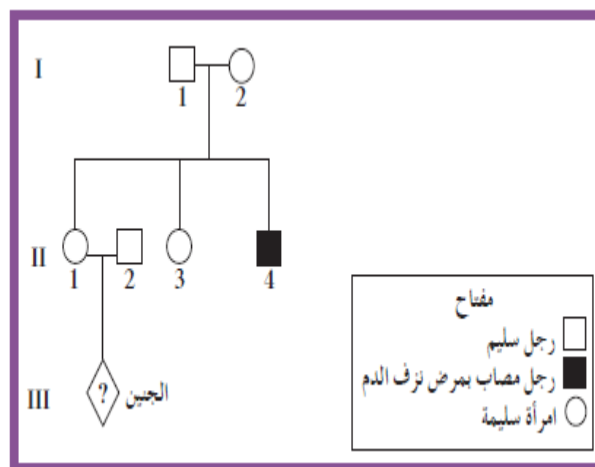 I
1 2
II
1 2 3 4
III ? الجنين
مفتاح
رجل سليم
رجل مصاب بمرض نزف الدم
امرأة سليمة